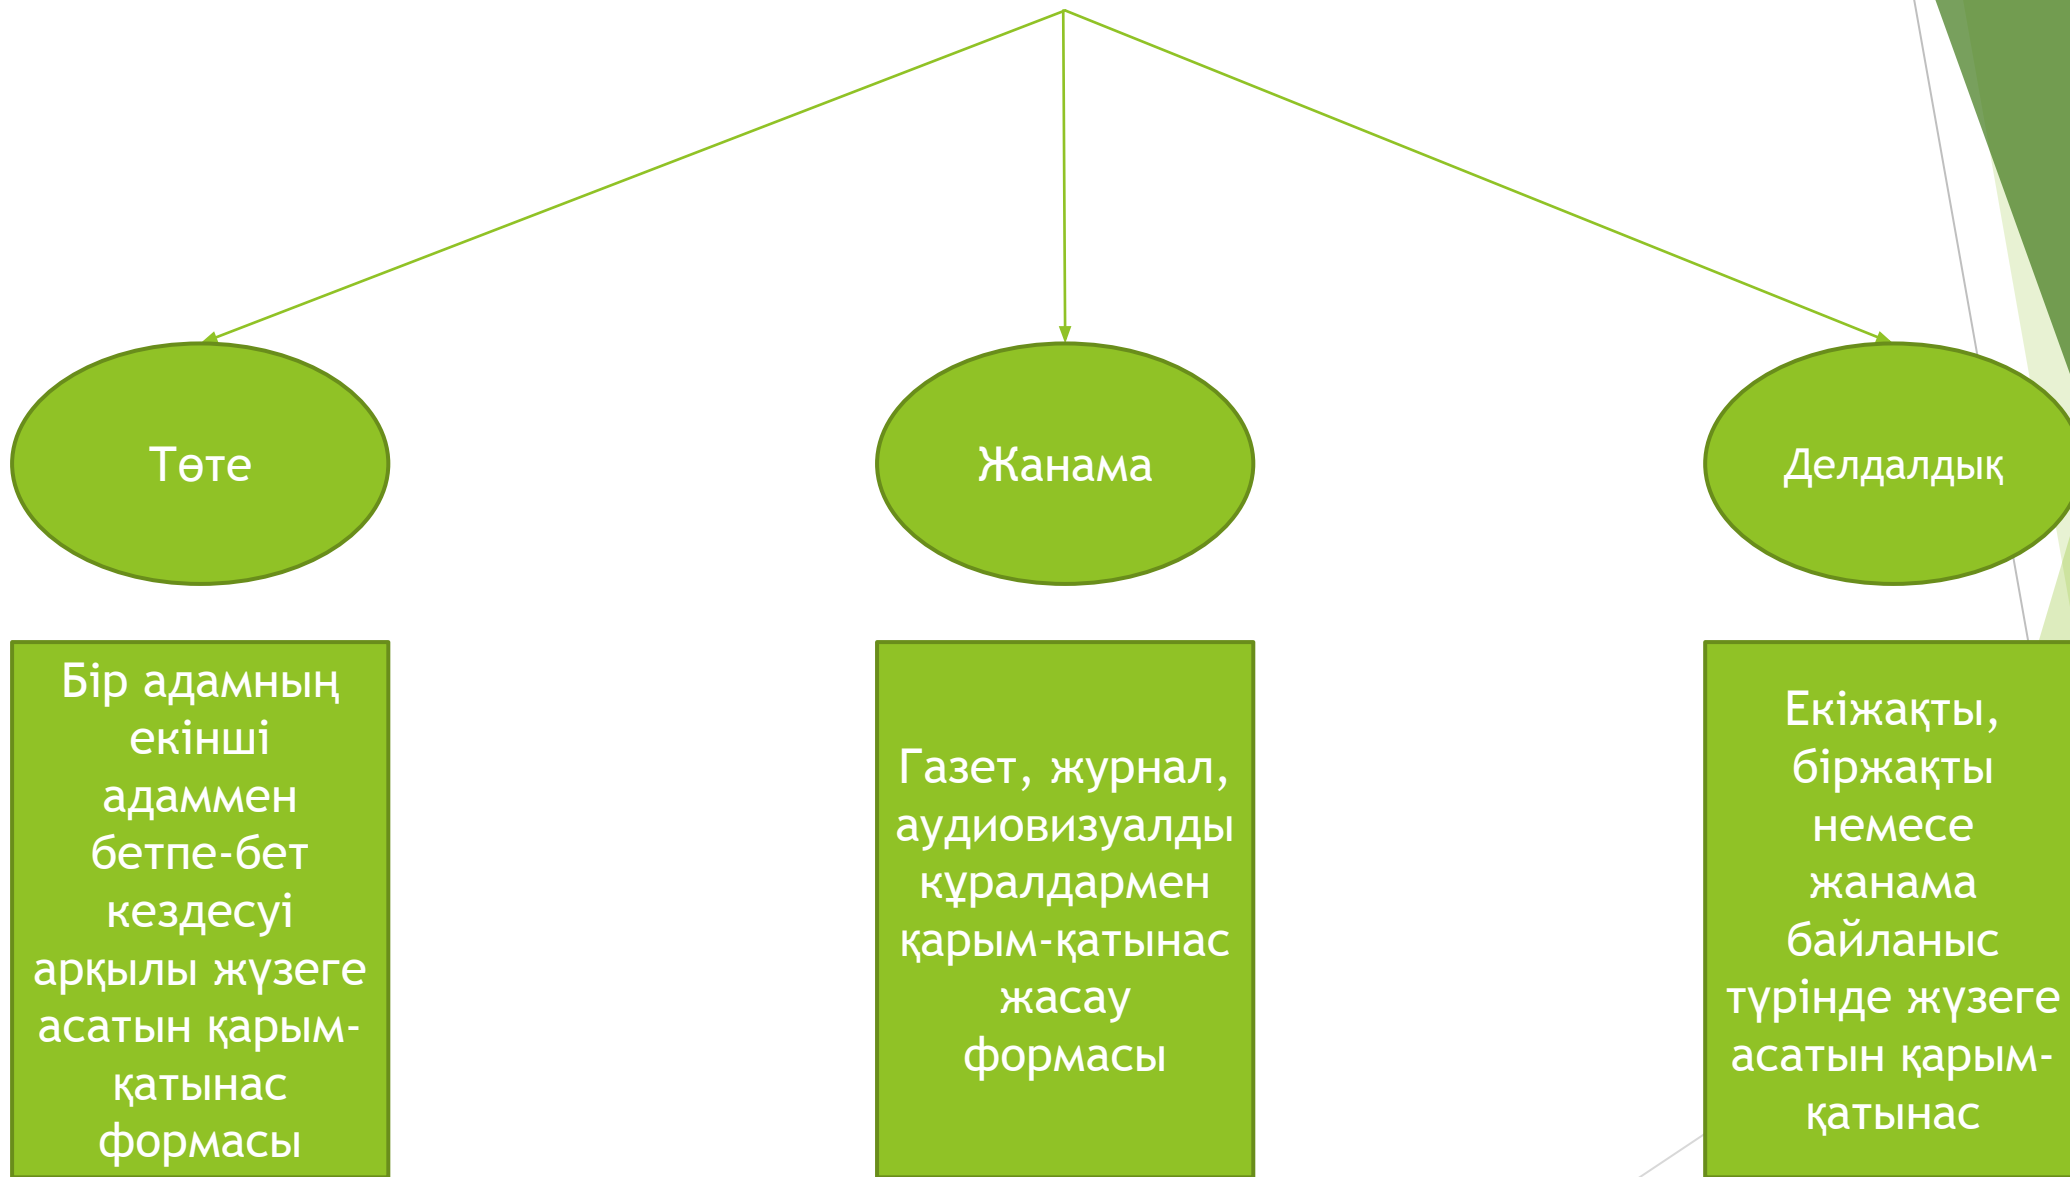 Төте
Жанама
Делдалдық
Бір адамның
екінші
адаммен
бетпе-бет
кездесуі
арқылы жүзеге
асатын қарым-
қатынас
формасы
Газет, журнал,
аудиовизуалды
құралдармен
қарым-қатынас
жасау
формасы
Екіжақты,
біржақты
немесе
жанама
байланыс
түрінде жүзеге
асатын қарым-
қатынас